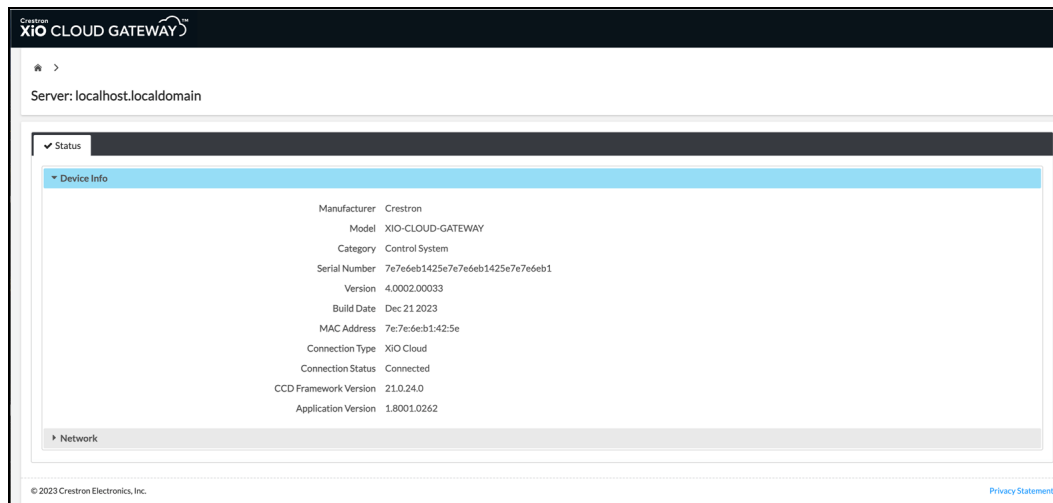 Crestron
XiO CLOUD GATEWAY™
Server: localhost.localdomain
Status
Device Info
Manufacturer Crestron
Model XIO-CLOUD-GATEWAY
Category Control System
Serial Number 7e7e6eb1425e7e7e6eb1425e7e7e6eb1
Version 4.0002.00033
Build Date Dec 21 2023
MAC Address 7e:7e:6e:b1:42:5e
Connection Type XiO Cloud
Connection Status Connected
CCD Framework Version 21.0.24.0
Application Version 1.8001.0262
Network
© 2023 Crestron Electronics, Inc. Privacy Statement